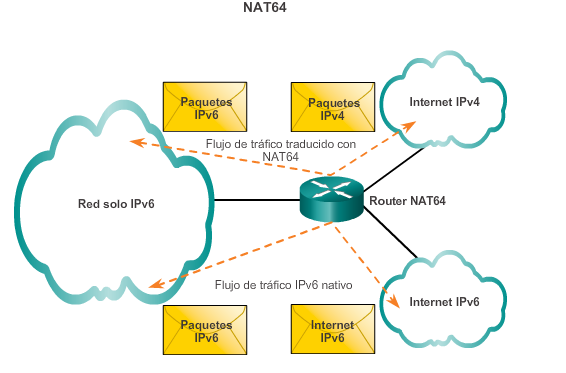 NAT64
Paquetes
IPv6
Paquetes
IPv4
Internet IPv4
Flujo de tráfico traducido con
NAT64
Red solo IPv6
Router NAT64
Flujo de tráfico IPv6 nativo
Internet IPv6
Paquetes
IPv6
Internet
IPv6